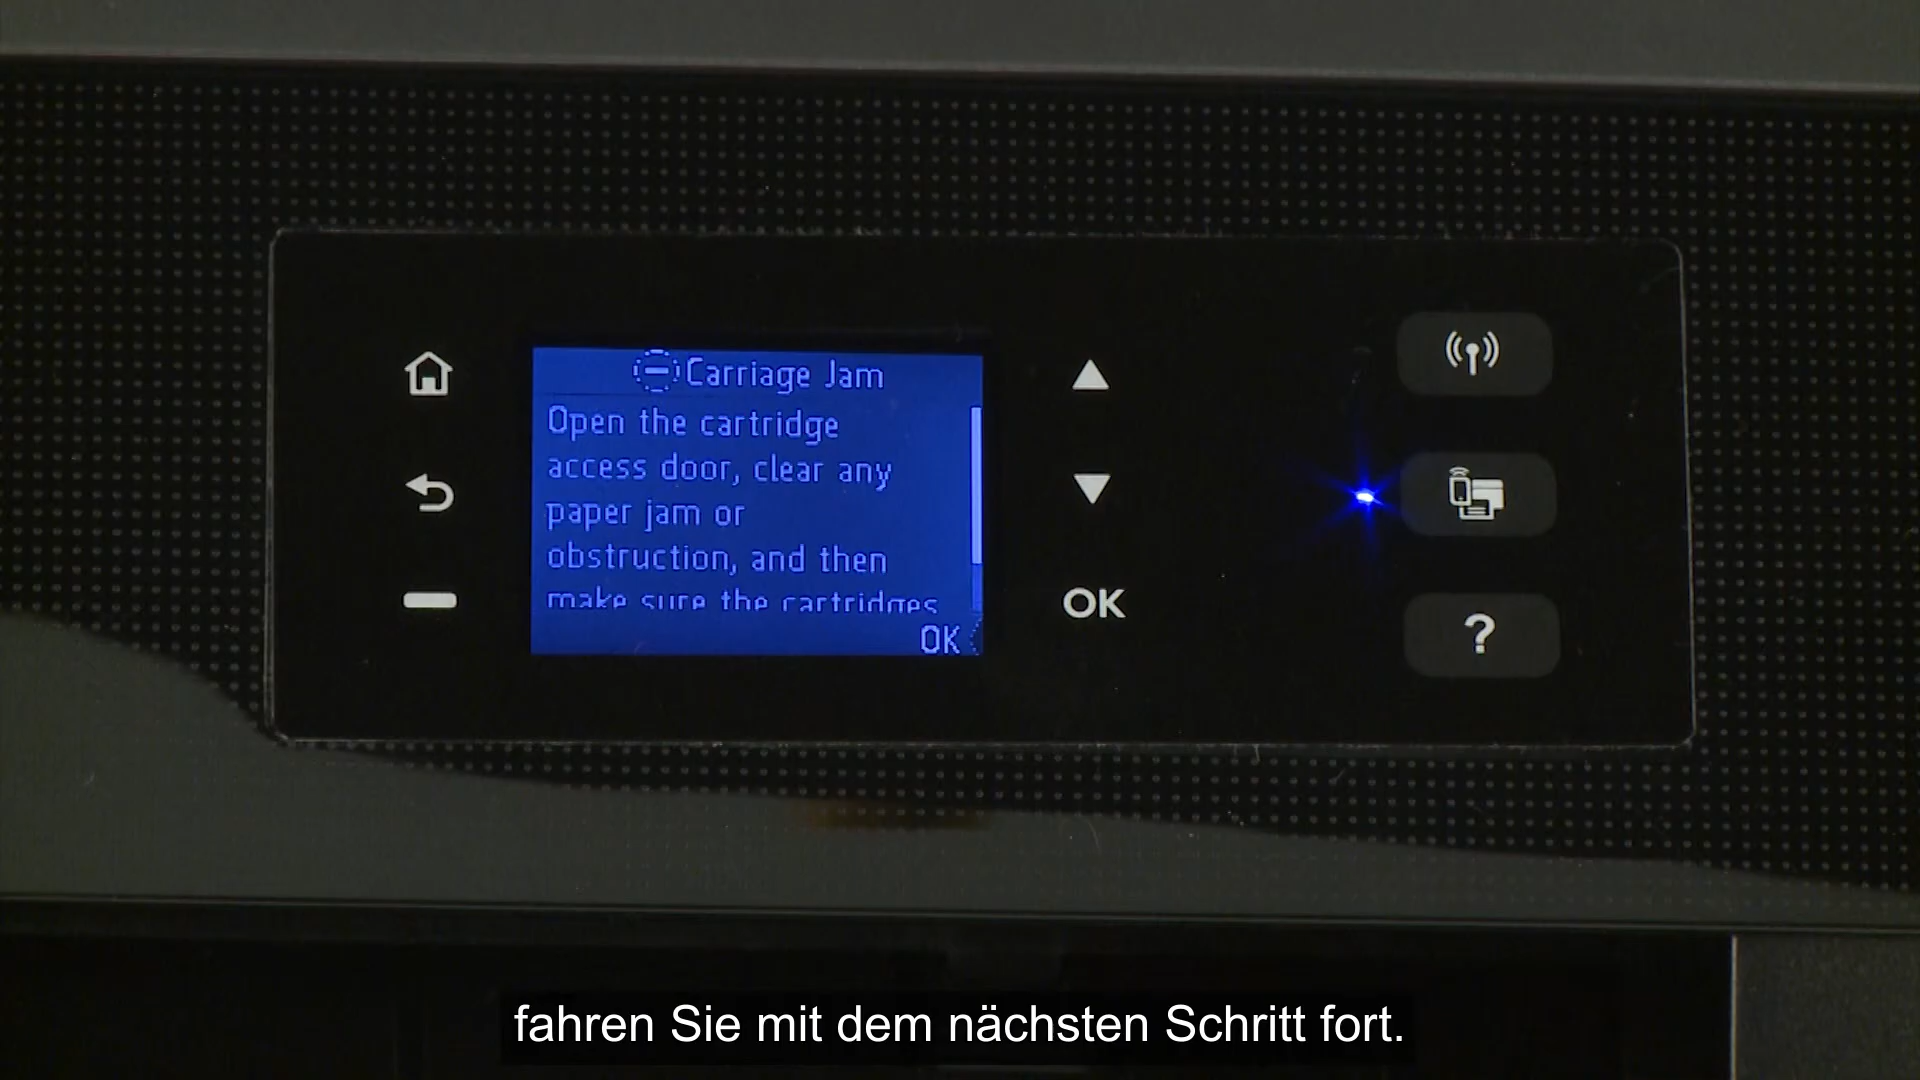 Carriage Jam
Open the cartridge
access door, clear any
paper jam or
obstruction, and then
make sure the cartridges
OK
OK
?
fahren Sie mit dem nächsten Schritt fort.